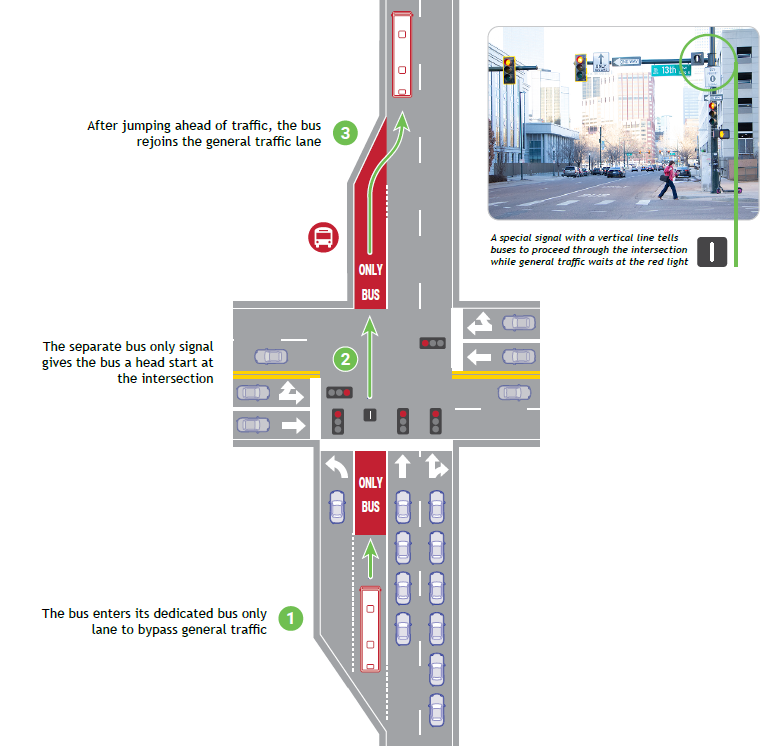 After jumping ahead of traffic, the bus
rejoins the general traffic lane
3
13th
A special signal with a vertical line tells
buses to proceed through the intersection
while general traffic waits at the red light
ONLY
BUS
The separate bus only signal
gives the bus a head start at
the intersection
2
ONLY
BUS
The bus enters its dedicated bus only
lane to bypass general traffic
1